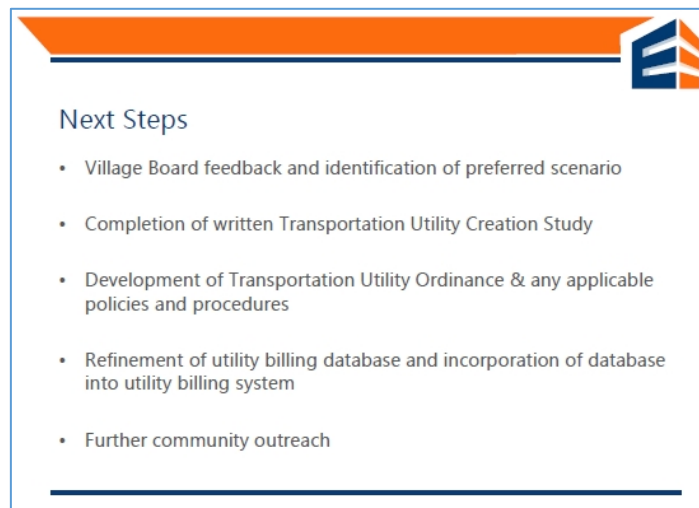 Next Steps
• Village Board feedback and identification of preferred scenario
• Completion of written Transportation Utility Creation Study
• Development of Transportation Utility Ordinance & any applicable
policies and procedures
• Refinement of utility billing database and incorporation of database
into utility billing system
• Further community outreach